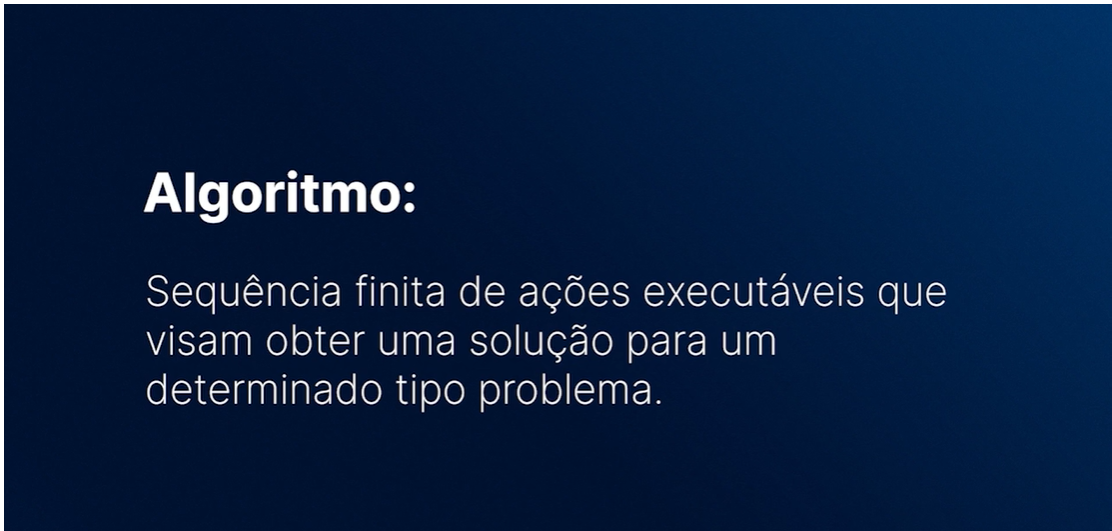 Algoritmo:
Sequência finita de ações executáveis que
visam obter uma solução para um
determinado tipo problema.